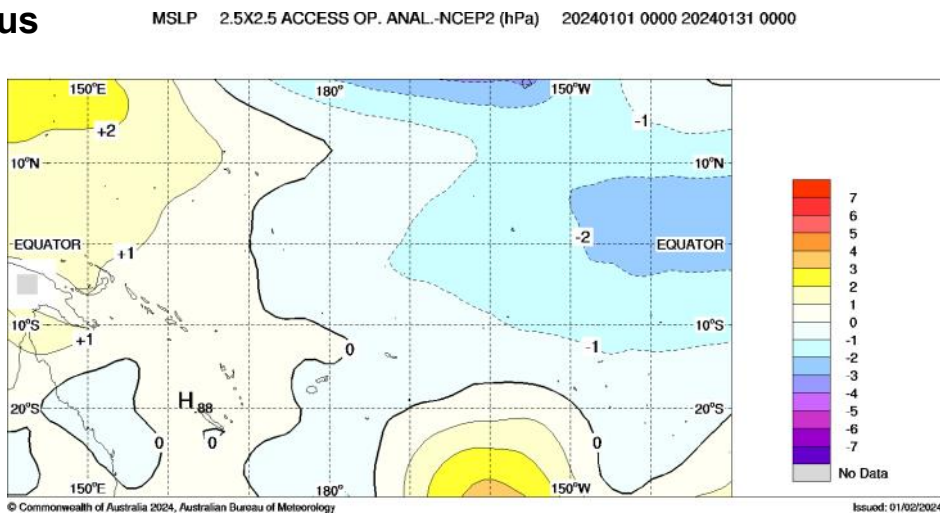 us
MSLP 2.5X2.5 ACCESS OP. ANAL.-NCEP2 (hPa) 20240101 0000 20240131 0000
150°E 180° 150°W
-1
+2
10°N 10°N
7
6
-2
EQUATOR EQUATOR
5
+1
4
3
2
1
10°S 10°S
0
+1
0
-1
-1
-2
-3
H .88
-4
20°S 20°S
-5
0 0 0
-6
-7
No Data
150°E 180° 150°W
© Commonwealth of Australia 2024, Australian Bureau of Meteorology
Issued: 01/02/2024